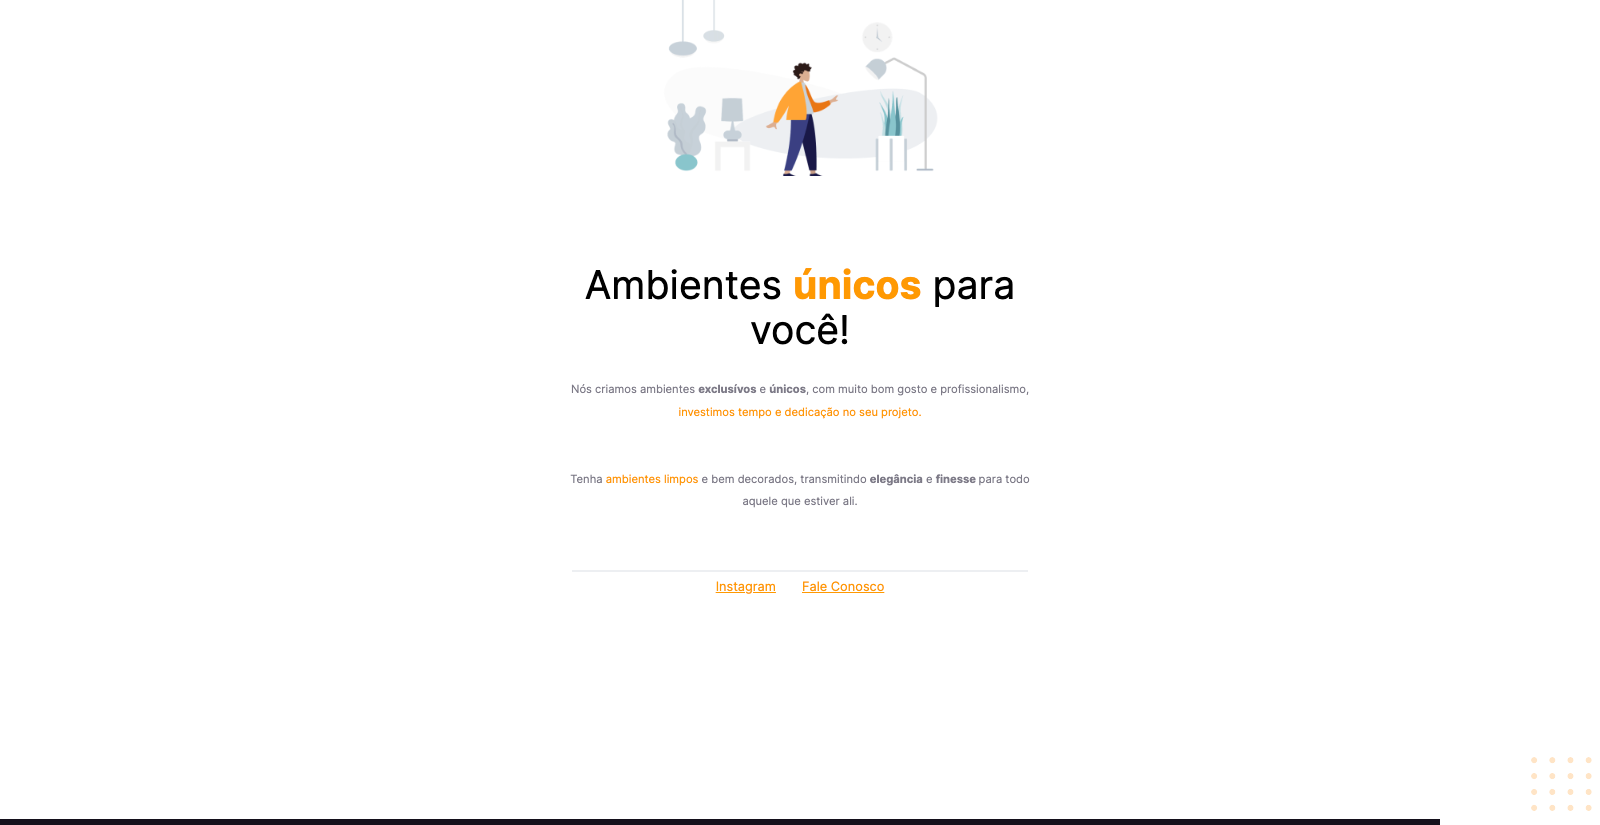 Ambientes únicos para
você!
Nós criamos ambientes exclusívos e únicos, com muito bom gosto e profissionalismo,
investimos tempo e dedicação no seu projeto.
Tenha ambientes limpos e bem decorados, transmitindo elegância e finesse para todo
aquele que estiver ali.
Instagram Fale Conosco